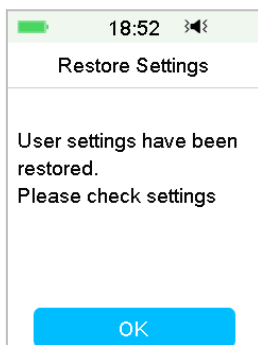 18:52
Restore Settings
User settings have been
restored.
Please check settings
OK